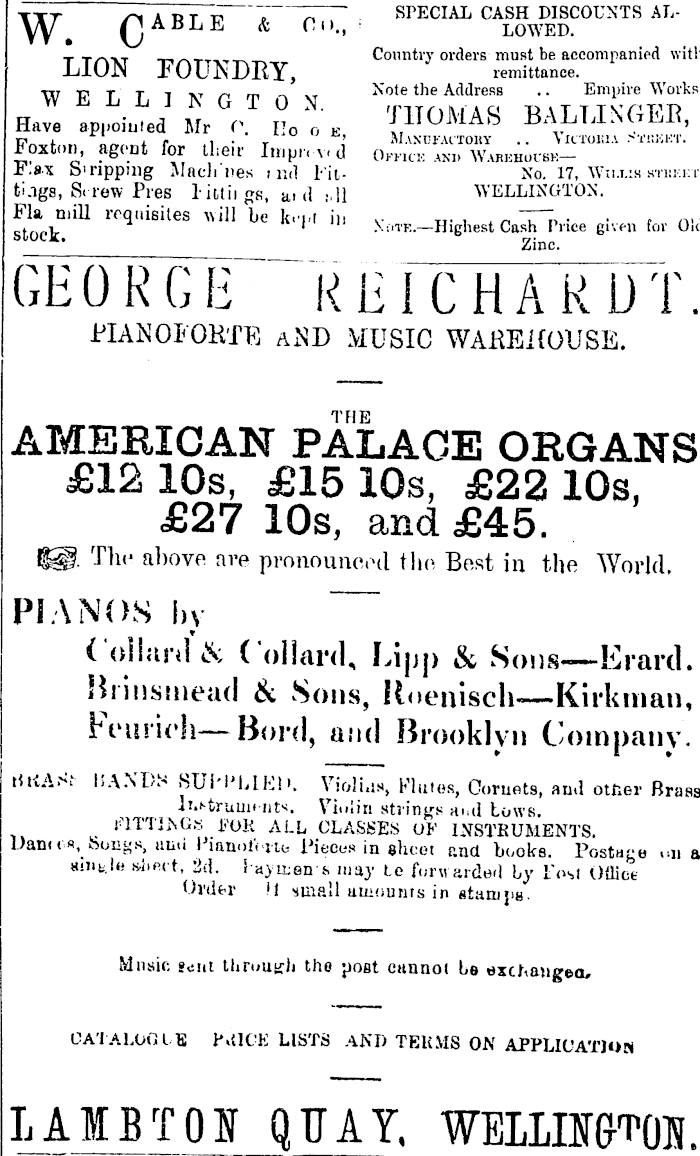 W. CABLE & CO.,
LION FOUNDRY,
WELLINGTON.
Have appointed Mr C.
Foxton, agent for their Improved
Flax Stripping Machines and Fit-
tings, Screw Pres Fittings, and all
Fla mill requisites will be kept in
stock.
SPECIAL CASH DISCOUNTS AL-
LOWED.
Country orders must be accompanied with
remittance.
Note the Address .. Empire Works
THOMAS BALLINGER,
MANUFACTORY .. VICTORIA STREET.
OFFICE AND WAREHOUSE—
No. 17, WILLIS STREET
WELLINGTON.
NOTE.—Highest Cash Price given for Old
Zinc.
GEORGE REICHARDT.
PIANOFORTE AND MUSIC WAREHOUSE.
THE
AMERICAN PALACE ORGANS
£12 10s, £15 10s, £22 10s,
£27 10s, and £45.
The above are pronounced the Best in the World.
PIANOS by
Collard & Collard, Lipp & Sons—Erard.
Brinsmead & Sons, Roenisch—Kirkman,
Feurich—Bord, and Brooklyn Company.
BRASS BANDS SUPPLIED. Violins, Flutes, Cornets, and other Brass
Instruments. Violin strings and bows.
FITTINGS FOR ALL CLASSES OF INSTRUMENTS.
Dances, Songs, and Pianoforte Pieces in sheet and books. Postage on a
single sheet, 2d. Payments may be forwarded by Post Office
Order small amounts in stamps.
Music sent through the post cannot be exchanged.
CATALOGUE PRICE LISTS AND TERMS ON APPLICATION
LAMBTON QUAY, WELLINGTON.